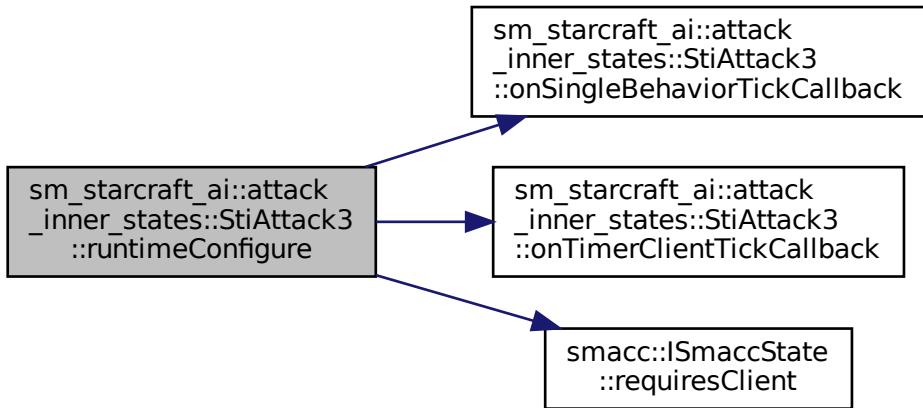 sm_starcraft_ai::attack
_inner_states::StiAttack3
::runtimeConfigure
sm_starcraft_ai::attack
_inner_states::StiAttack3
::onSingleBehaviorTickCallback
sm_starcraft_ai::attack
_inner_states::StiAttack3
::onTimerClientTickCallback
smacc::ISmaccState
::requiresClient